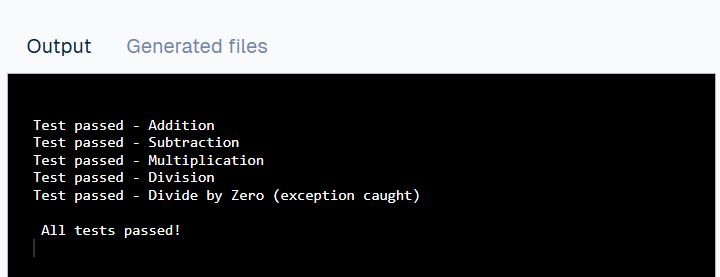 Output Generated files
Test passed - Addition
Test passed - Subtraction
Test passed - Multiplication
Test passed - Division
Test passed - Divide by Zero (exception caught)
All tests passed!